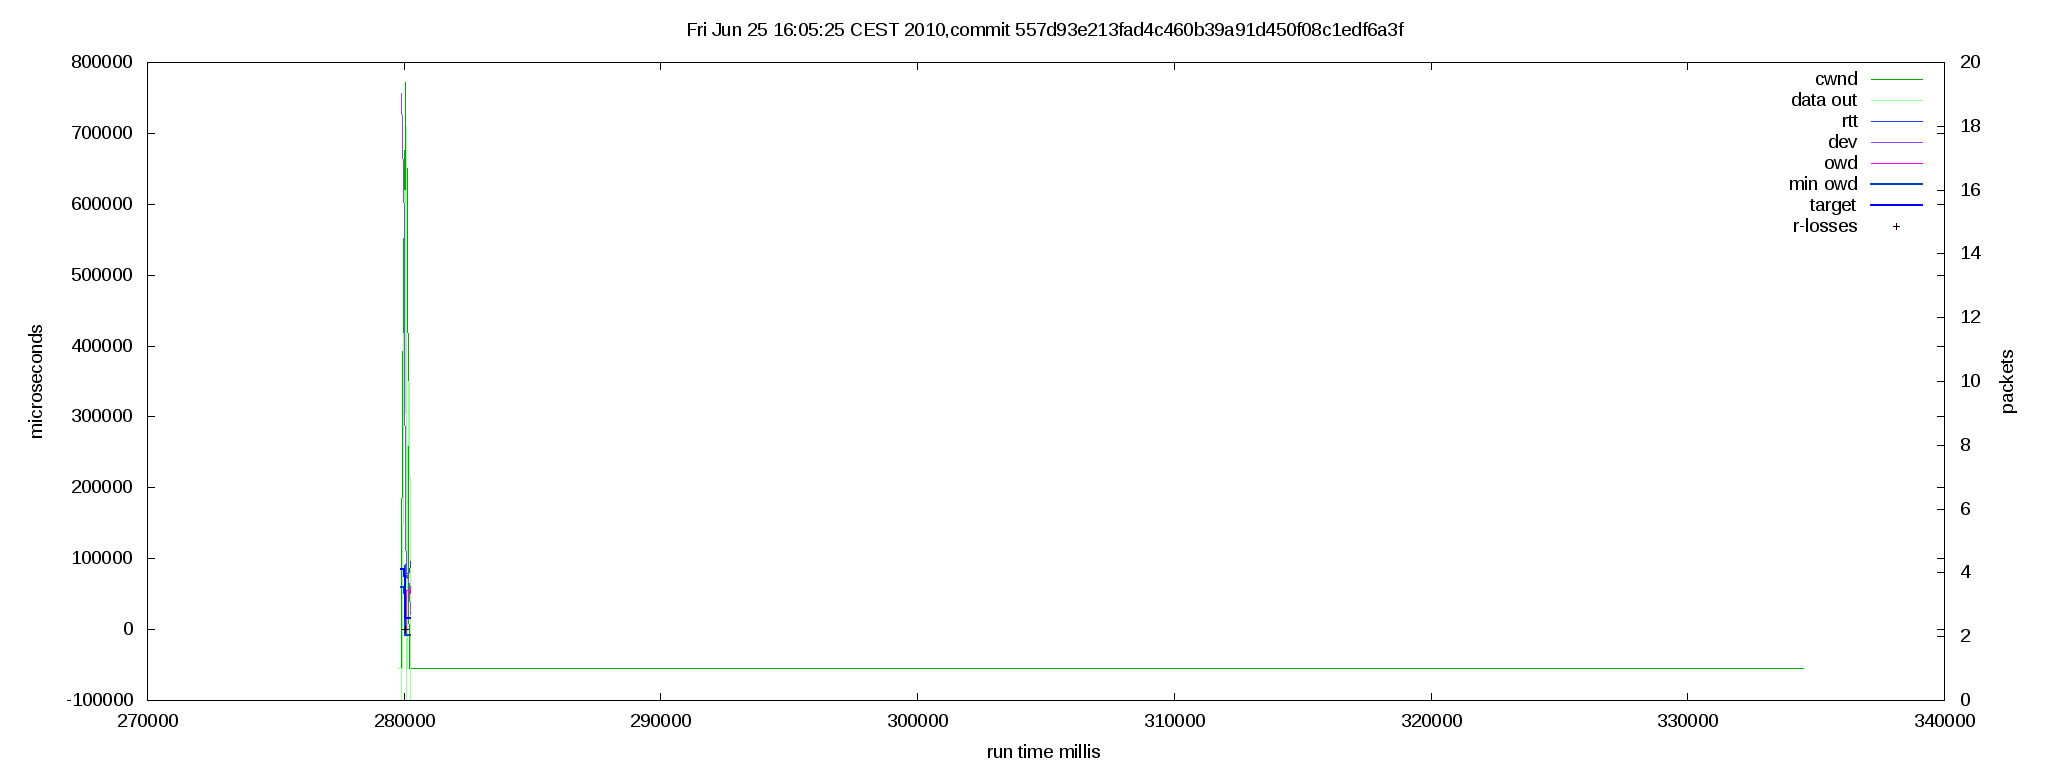 Fri Jun 25 16:05:25 CEST 2010,commit 557d93e213fad4c460b39a91d450f08c1edf6a3f
800000
700000
600000
500000
400000
300000
200000
100000
0
-100000
microseconds
20
18
16
14
12
10
8
6
4
2
0
packets
cwnd
data out
rtt
dev
owd
min owd
target
r-losses
270000 280000 290000 300000 310000 320000 330000 340000
run time millis